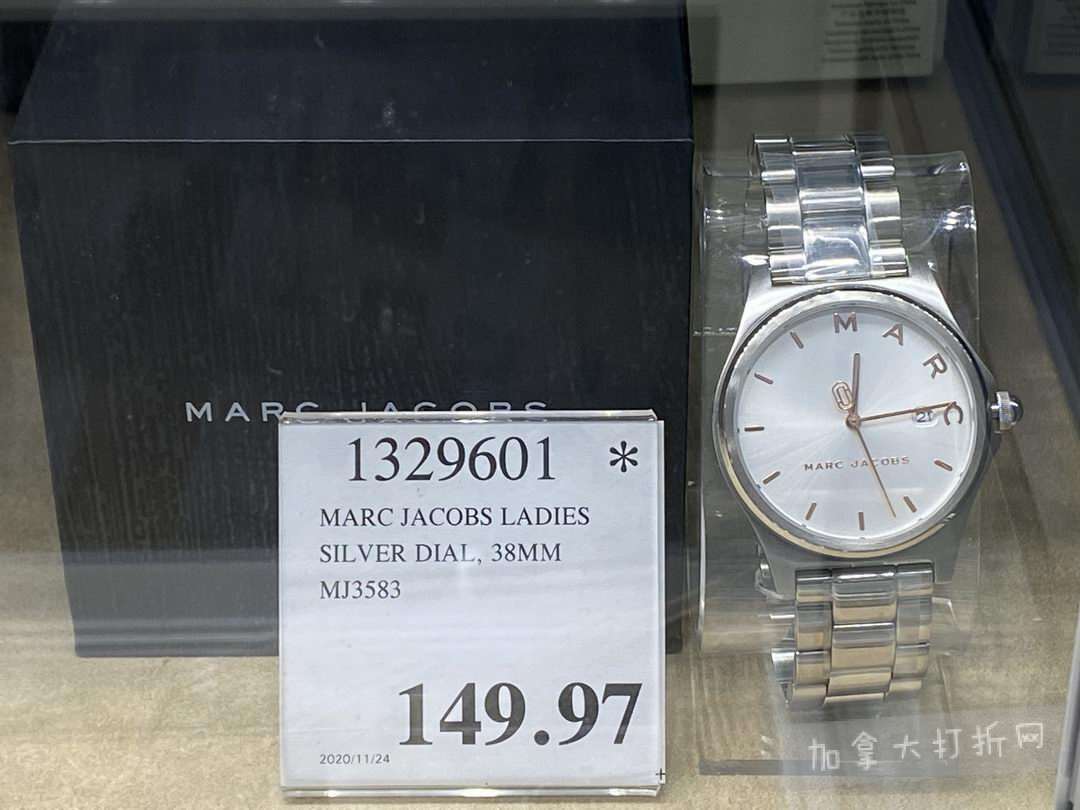 MARC JACOBS
1329601 *
MARC JACOBS LADIES
SILVER DIAL, 38MM
MJ3583
149.97
2020/11/24
MARC
21
MARC JACOBS
加拿大打折网